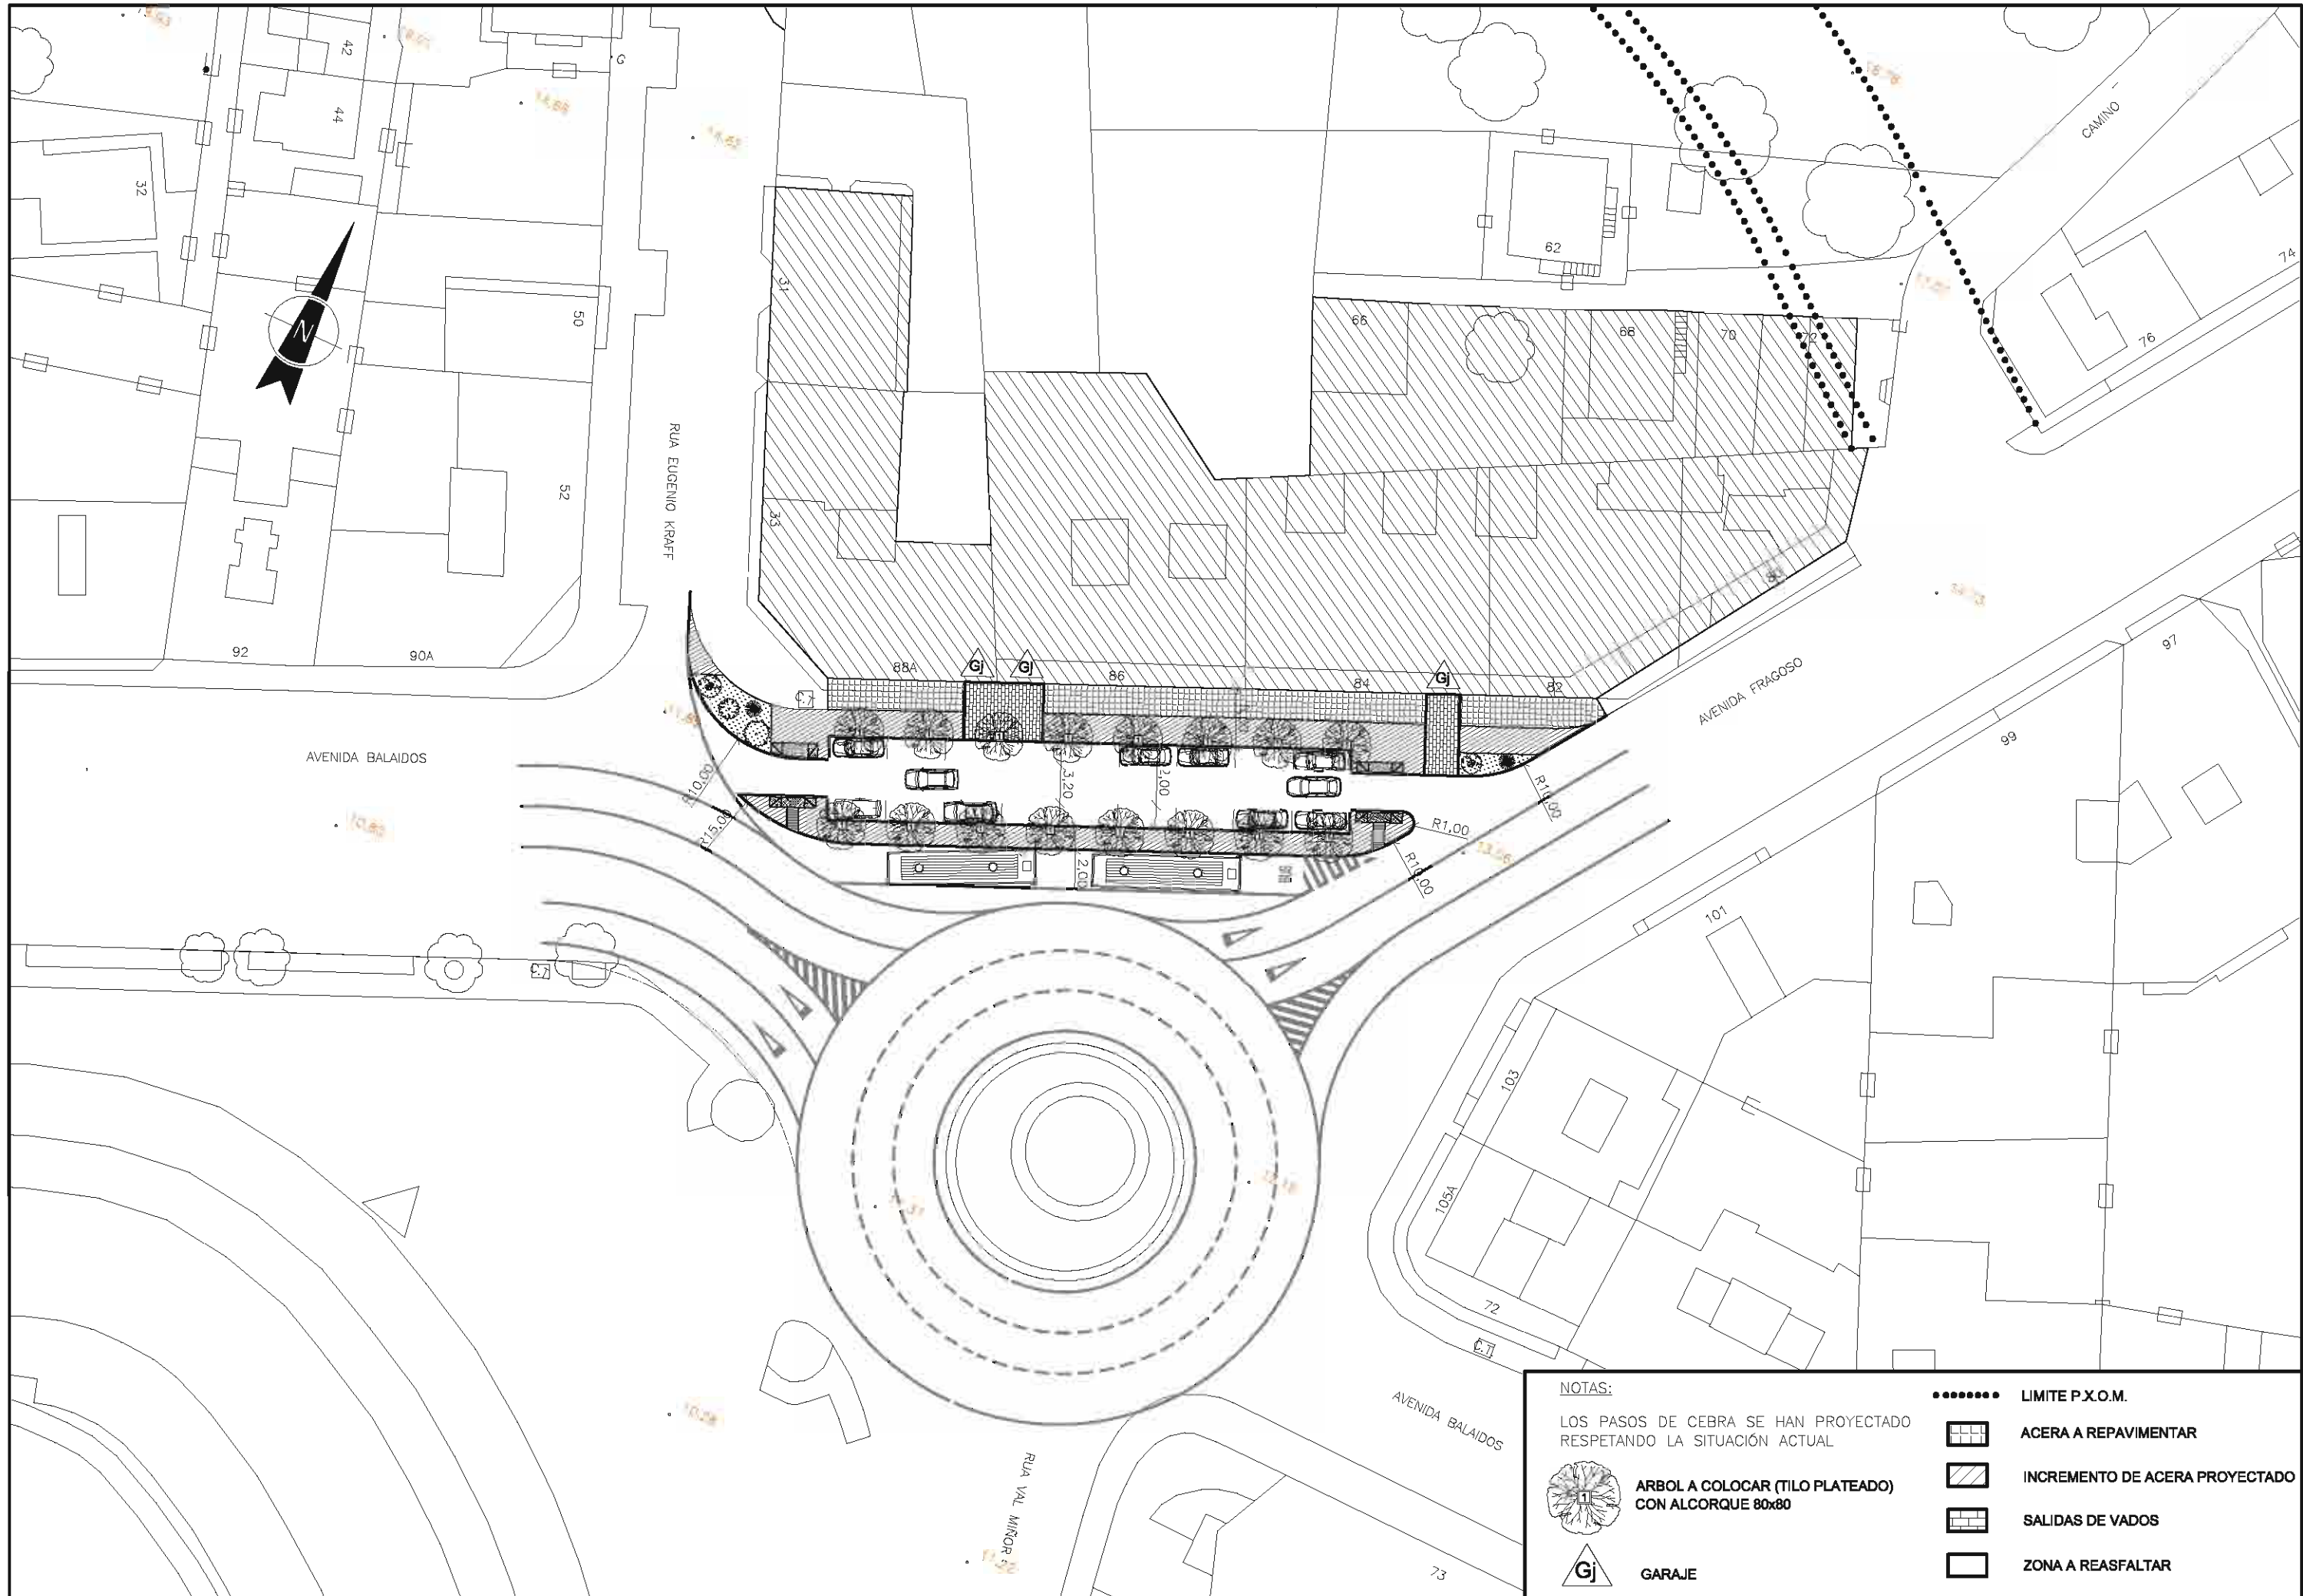 42
G
44
32
CAMINO
62
74
N
31
50
66
68
70
72
76
RUA EUGENIO KRAFF
52
33
80
97
92
90A
88A
Gj
Gj
86
84
Gj
82
AVENIDA FRAGOSO
C.T
99
AVENIDA BALAIDOS
R10,00
3,20
2,00
R15,00
R1,00
2,00
101
C.T.
103
105A
72
C.T.
AVENIDA BALAIDOS
RUA VAL MIÑOR
73
NOTAS:
LOS PASOS DE CEBRA SE HAN PROYECTADO
RESPETANDO LA SITUACIÓN ACTUAL
1
ARBOL A COLOCAR (TILO PLATEADO)
CON ALCORQUE 80x80
Gj
GARAJE
LIMITE P.X.O.M.
ACERA A REPAVIMENTAR
INCREMENTO DE ACERA PROYECTADO
SALIDAS DE VADOS
ZONA A REASFALTAR